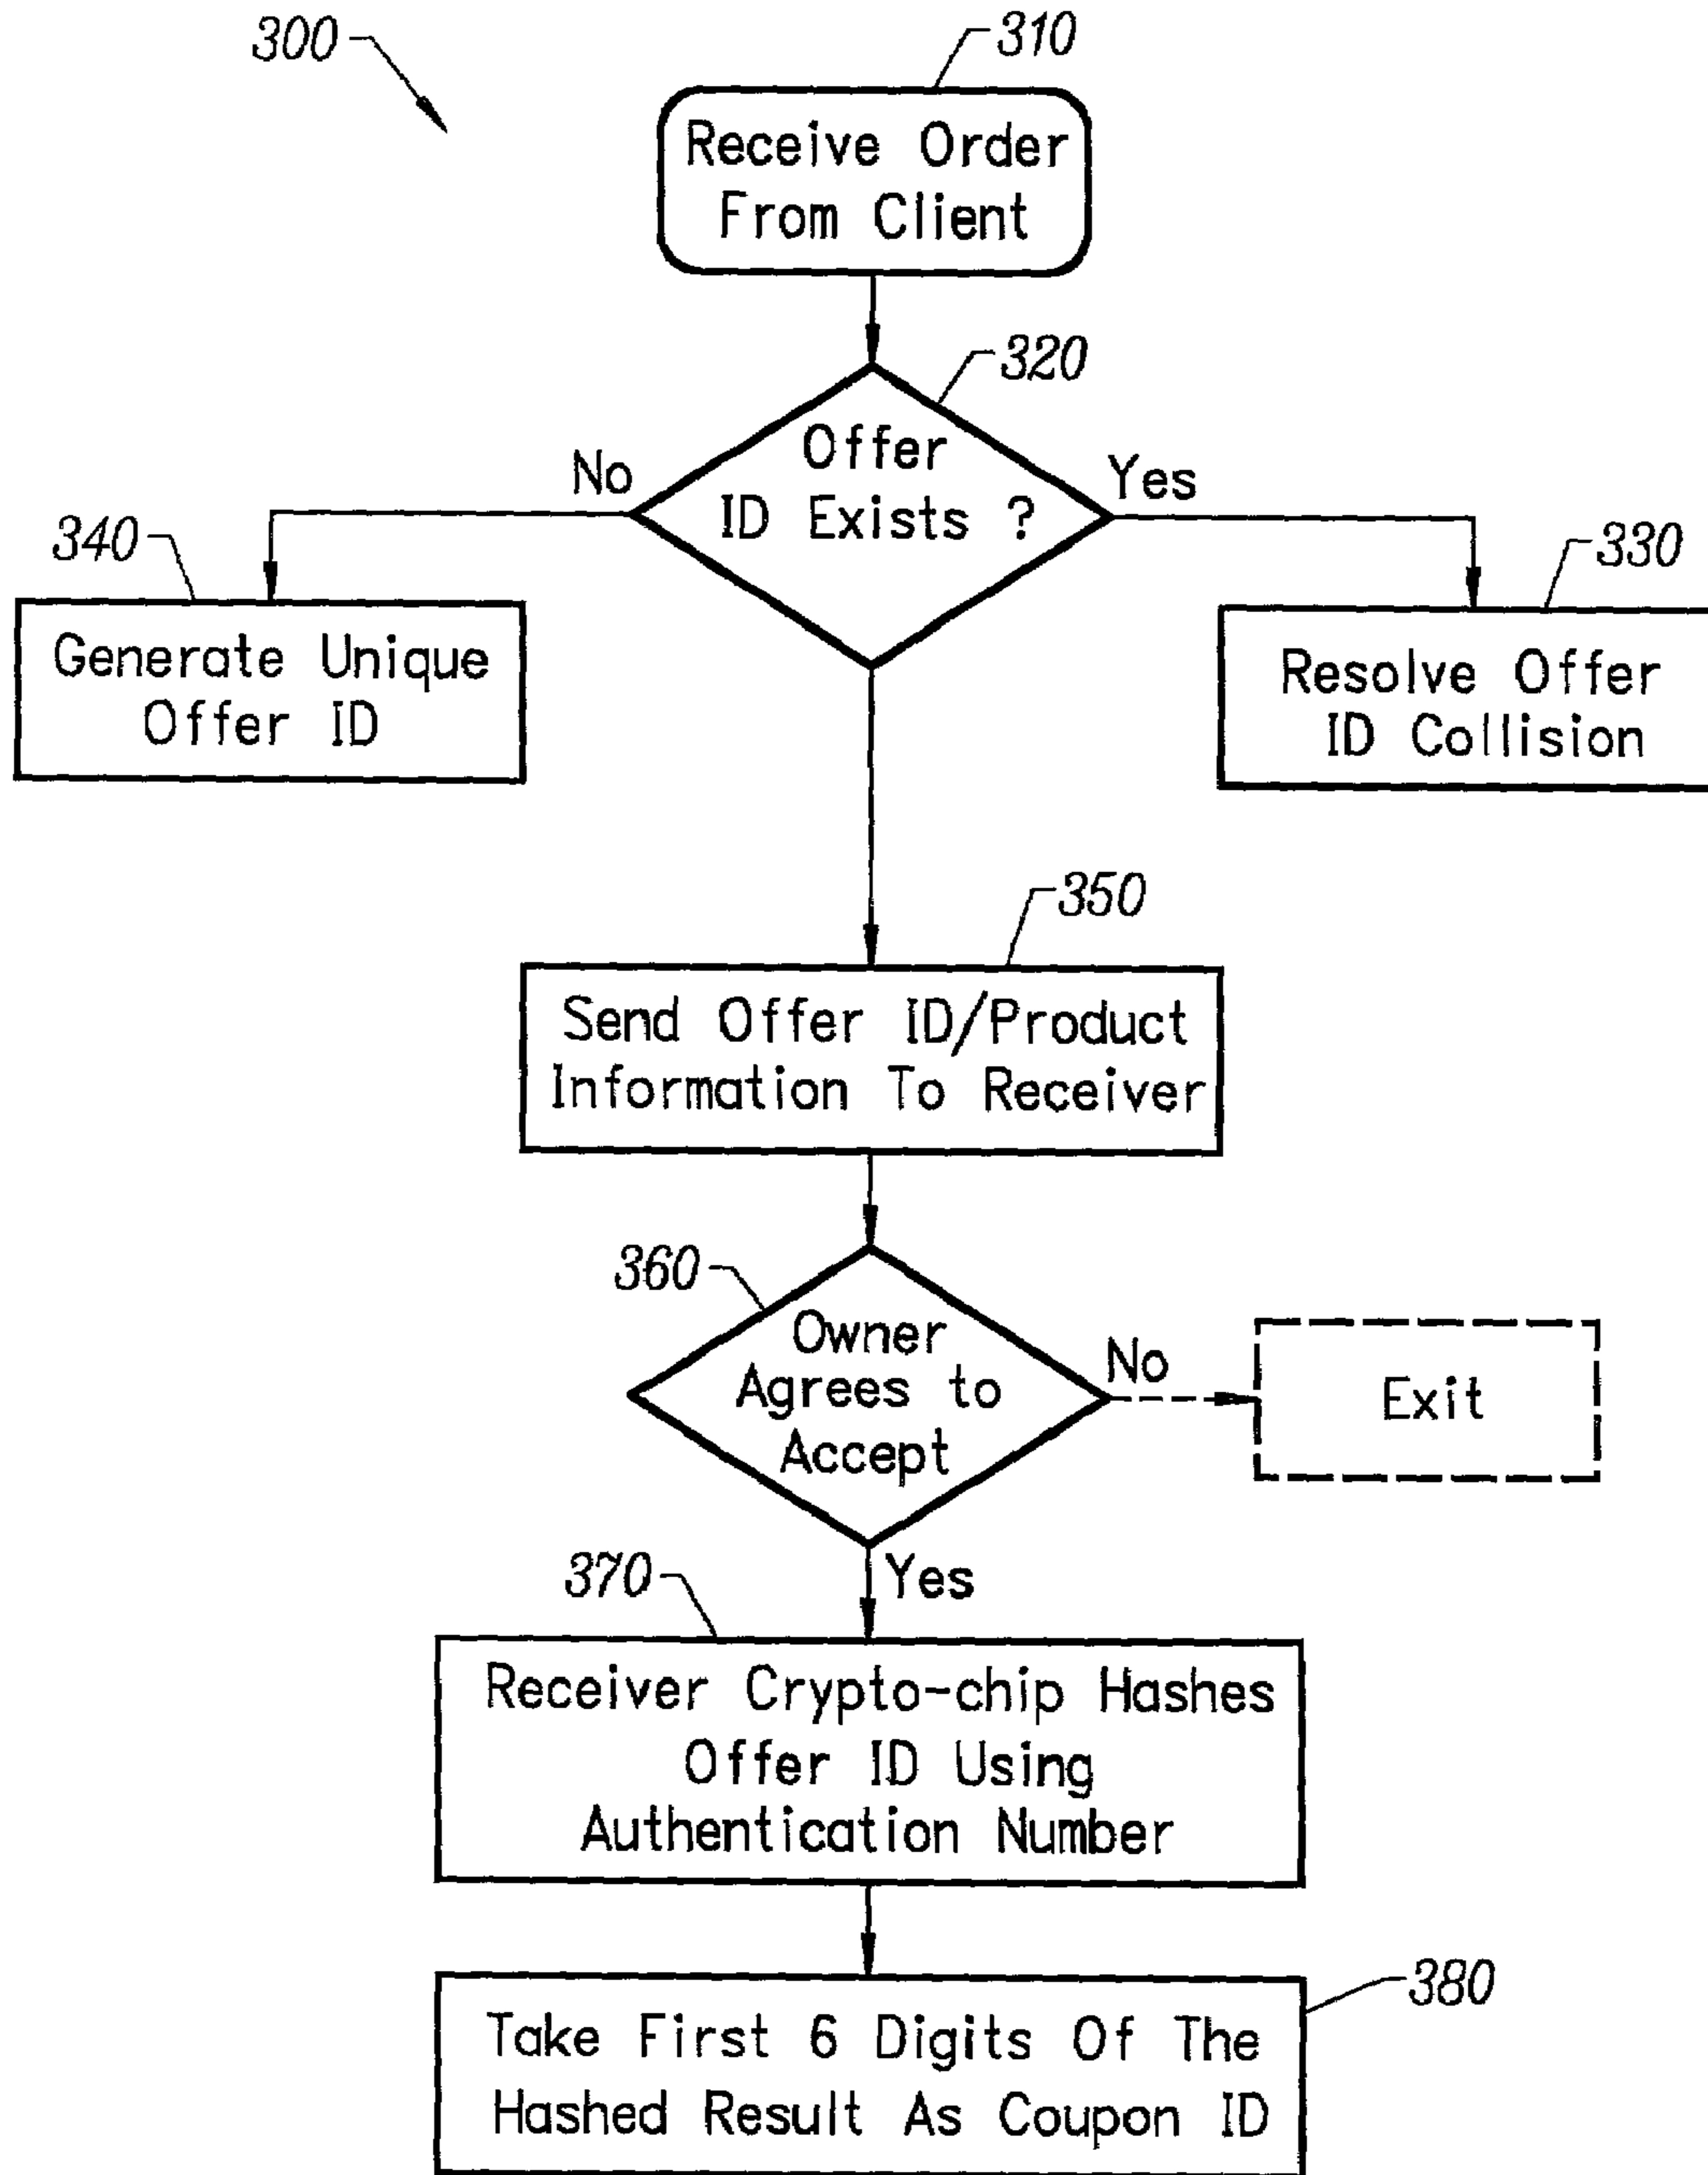 300
310
Receive Order
From Client
320
Offer
ID Exists ?
No
Yes
340
Generate Unique
Offer ID
330
Resolve Offer
ID Collision
350
Send Offer ID/Product
Information To Receiver
360
Owner
Agrees to
Accept
No
Exit
Yes
370
Receiver Crypto-chip Hashes
Offer ID Using
Authentication Number
380
Take First 6 Digits Of The
Hashed Result As Coupon ID